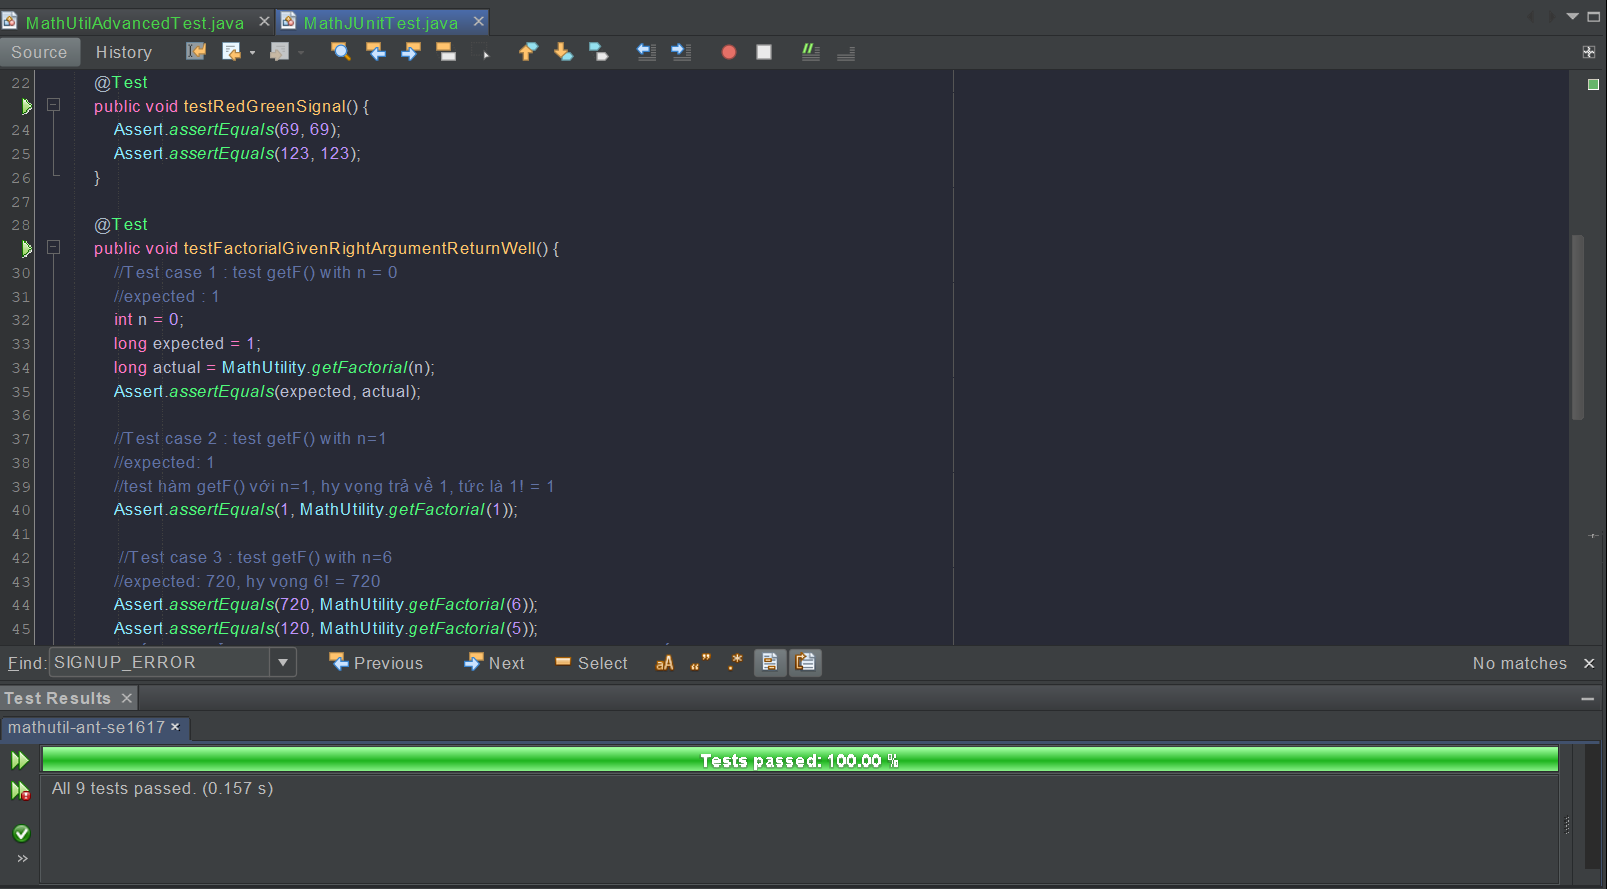 MathUtilAdvancedTest.java
MathJUnitTest.java
Source History
22 @Test
public void testRedGreenSignal() {
24 Assert.assertEquals(69, 69);
25 Assert.assertEquals(123, 123);
26 }
27
28 @Test
public void testFactorialGivenRightArgumentReturnWell() {
30 //Test case 1 : test getF() with n = 0
31 //expected : 1
32 int n = 0;
33 long expected = 1;
34 long actual = MathUtility.getFactorial(n);
35 Assert.assertEquals(expected, actual);
36
37 //Test case 2 : test getF() with n=1
38 //expected: 1
39 //test hàm getF() với n=1, hy vọng trả về 1, tức là 1! = 1
40 Assert.assertEquals(1, MathUtility.getFactorial(1));
41
42 //Test case 3 : test getF() with n=6
43 //expected: 720, hy vọng 6! = 720
44 Assert.assertEquals(720, MathUtility.getFactorial(6));
45 Assert.assertEquals(120, MathUtility.getFactorial(5));
Find: SIGNUP_ERROR Previous Next Select aA No matches
Test Results
mathutil-ant-se1617
Tests passed: 100.00 %
All 9 tests passed. (0.157 s)